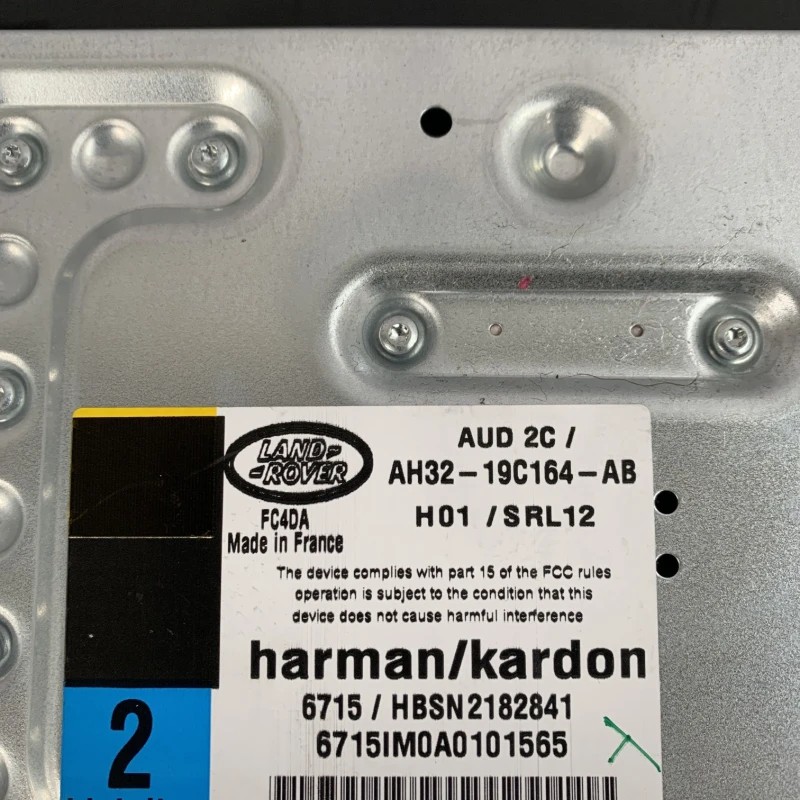 LAND-
-ROVER
FC4DA
Made in France
AUD 2C /
AH32-19C164-AB
H01 / SRL12
The device complies with part 15 of the FCC rules
operation is subject to the condition that this
device does not cause harmful interference
harman/kardon
6715 / HBSN2182841
6715IM0A0101565
2